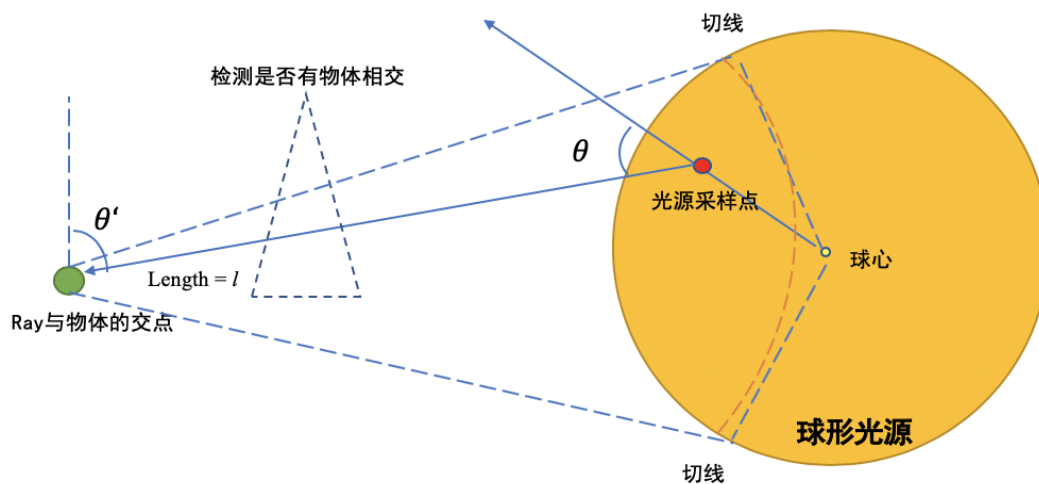 切线
检测是否有物体相交
θ
光源采样点
θ‘
球心
Length = l
Ray与物体的交点
球形光源
切线